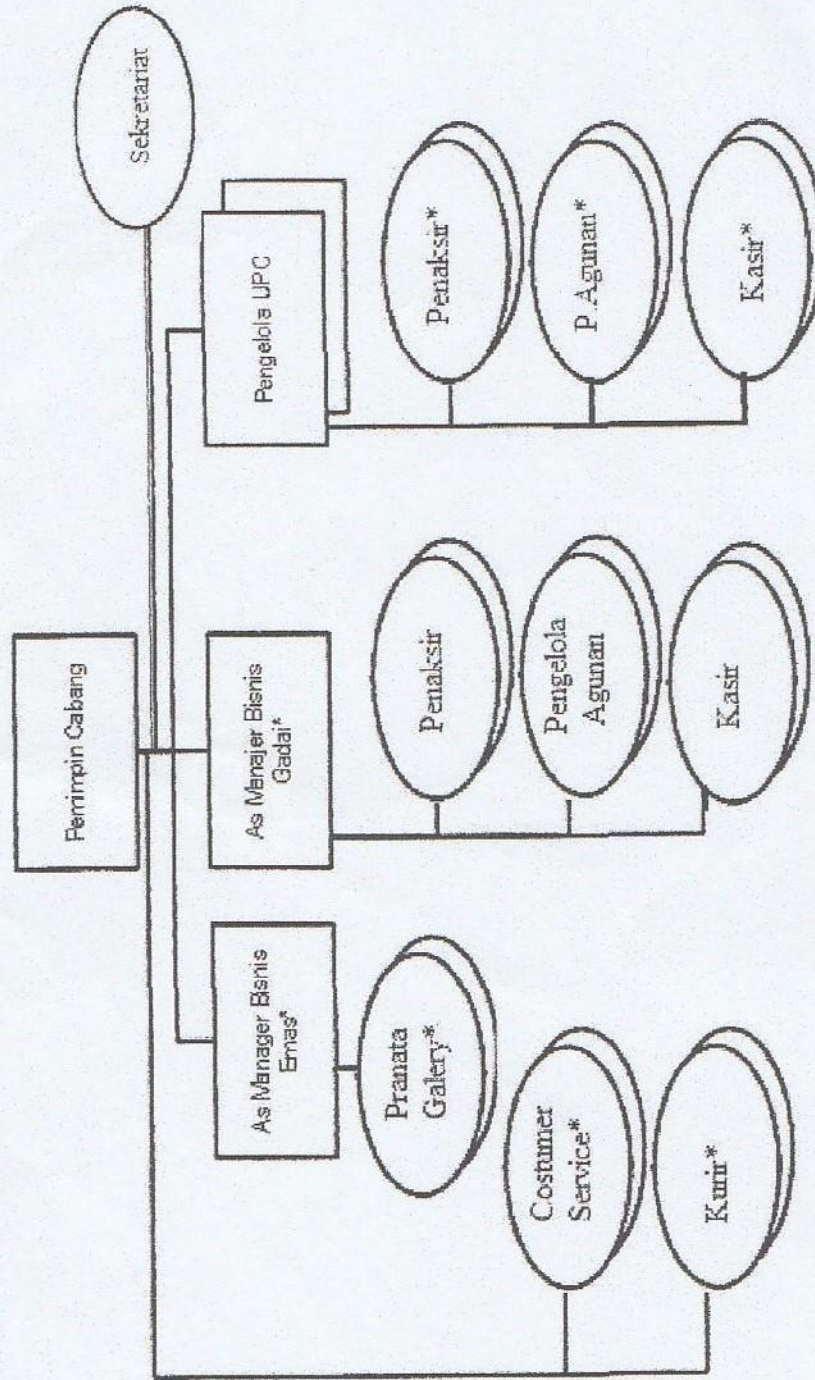 Pemimpin Cabang
Sekretariat
As Manager Bisnis
Emas*
As Manajer Bisnis
Gadai*
Pengelola UPC
Pranata
Galery*
Costumer
Service*
Kurir*
Penaksir
Pengelola
Agunan
Kasir
Penaksir*
P.Agunan*
Kasir*